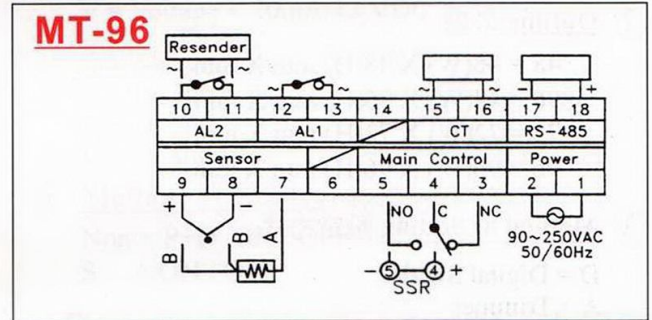 MT-96
Resender
~ ~ ~ ~ ~ ~ - +
10 11 12 13 14 15 16 17 18
AL2 AL1 CT RS-485
Sensor Main Control Power
9 8 7 6 5 4 3 2 1
+ NO C NC
B B A
90~250VAC
50/60Hz
- 5 4 +
SSR